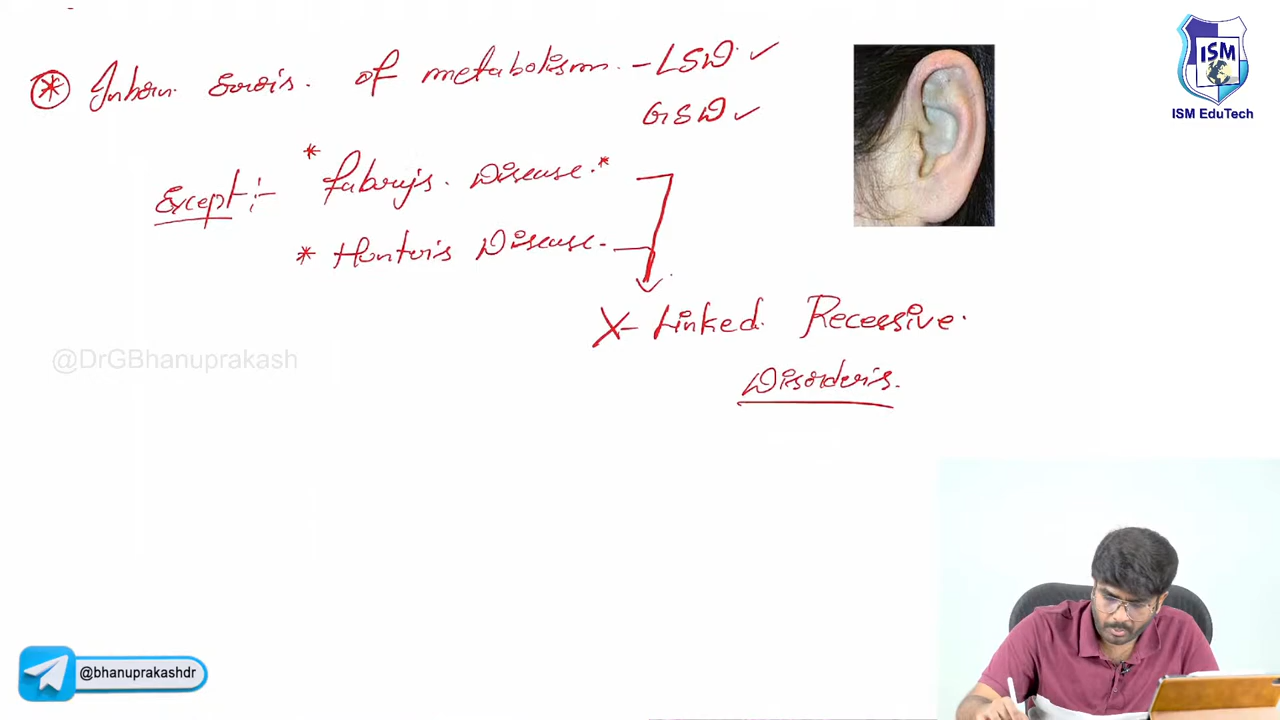 * Inborn Errors of metabolism - LSD ✓
GSD ✓
Except :- * Fabry's Disease. *
* Hunter's Disease.
X-Linked Recessive.
Disorders.
ISM
ISM EduTech
@DrGBhanuprakash
@bhanuprakashdr